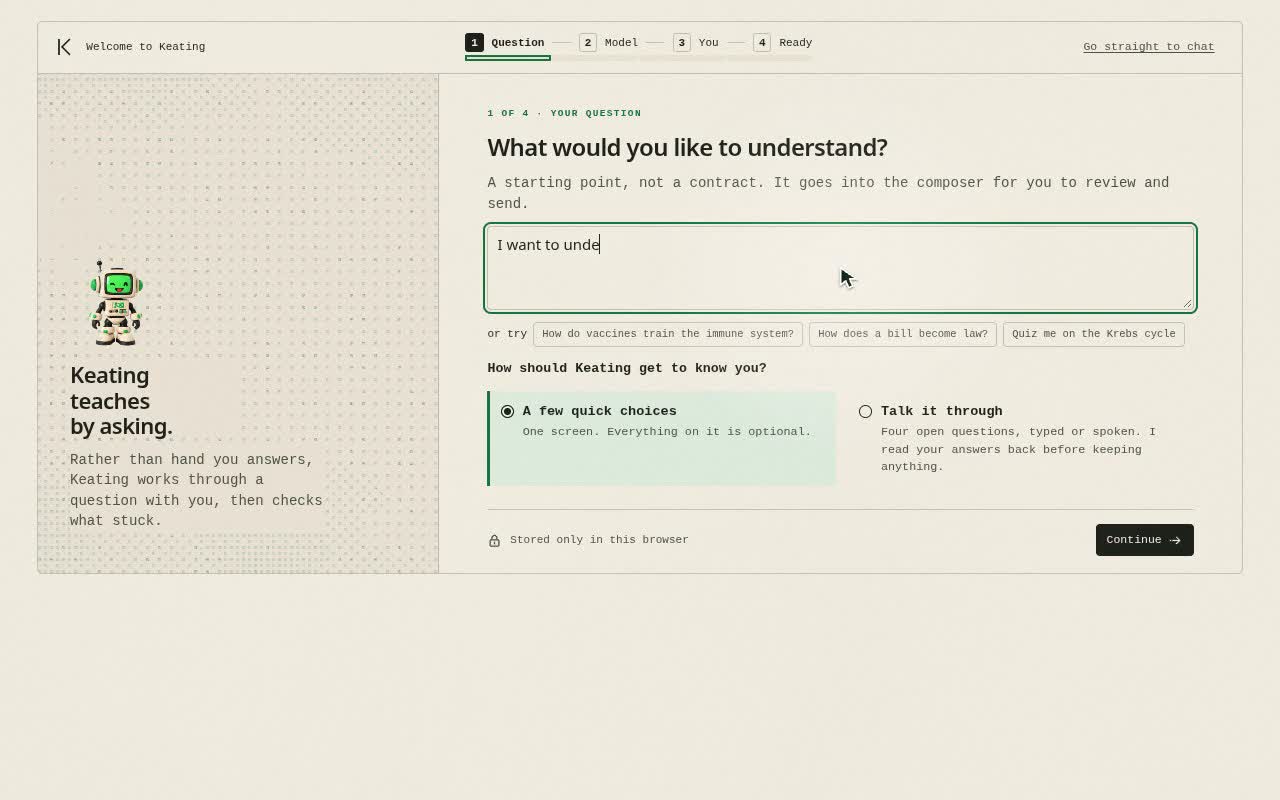 Welcome to Keating
1 Question 2 Model 3 You 4 Ready
Go straight to chat
Keating
teaches
by asking.
Rather than hand you answers,
Keating works through a
question with you, then checks
what stuck.
1 OF 4 · YOUR QUESTION
What would you like to understand?
A starting point, not a contract. It goes into the composer for you to review and
send.
I want to unde
or try How do vaccines train the immune system? How does a bill become law? Quiz me on the Krebs cycle
How should Keating get to know you?
A few quick choices
One screen. Everything on it is optional.
Talk it through
Four open questions, typed or spoken. I
read your answers back before keeping
anything.
Stored only in this browser
Continue →